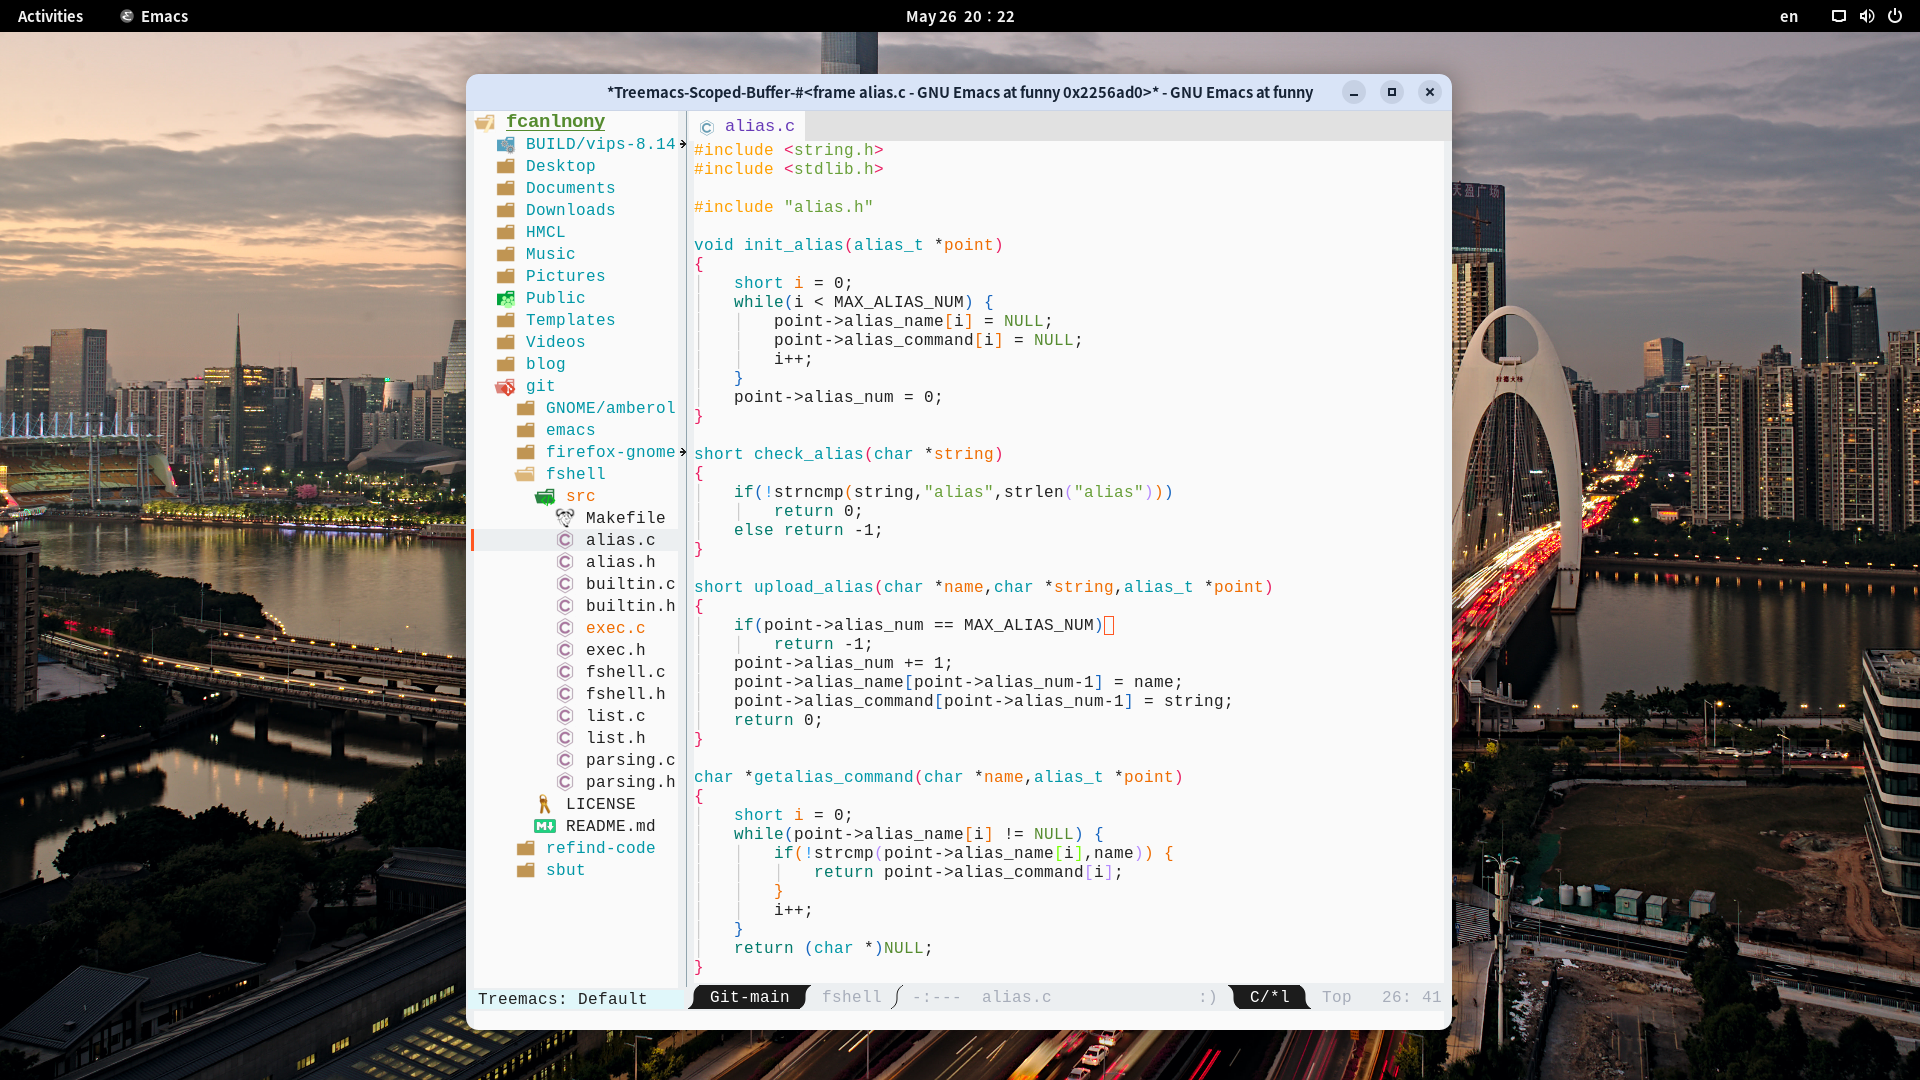 Activities
Emacs
May 26 20：22
en
*Treemacs-Scoped-Buffer-#<frame alias.c - GNU Emacs at funny 0x2256ad0>* - GNU Emacs at funny
fcanlnony
BUILD/vips-8.14
Desktop
Documents
Downloads
HMCL
Music
Pictures
Public
Templates
Videos
blog
git
GNOME/amberol
emacs
firefox-gnome
fshell
src
Makefile
alias.c
alias.h
builtin.c
builtin.h
exec.c
exec.h
fshell.c
fshell.h
list.c
list.h
parsing.c
parsing.h
LICENSE
README.md
refind-code
sbut
Treemacs: Default
alias.c
#include <string.h>
#include <stdlib.h>
#include "alias.h"
void init_alias(alias_t *point)
{
short i = 0;
while(i < MAX_ALIAS_NUM) {
point->alias_name[i] = NULL;
point->alias_command[i] = NULL;
i++;
}
point->alias_num = 0;
}
short check_alias(char *string)
{
if(!strncmp(string,"alias",strlen("alias")))
return 0;
else return -1;
}
short upload_alias(char *name,char *string,alias_t *point)
{
if(point->alias_num == MAX_ALIAS_NUM)
return -1;
point->alias_num += 1;
point->alias_name[point->alias_num-1] = name;
point->alias_command[point->alias_num-1] = string;
return 0;
}
char *getalias_command(char *name,alias_t *point)
{
short i = 0;
while(point->alias_name[i] != NULL) {
if(!strcmp(point->alias_name[i],name)) {
return point->alias_command[i];
}
i++;
}
return (char *)NULL;
}
Git-main fshell -:--- alias.c :) C/*l Top 26: 41